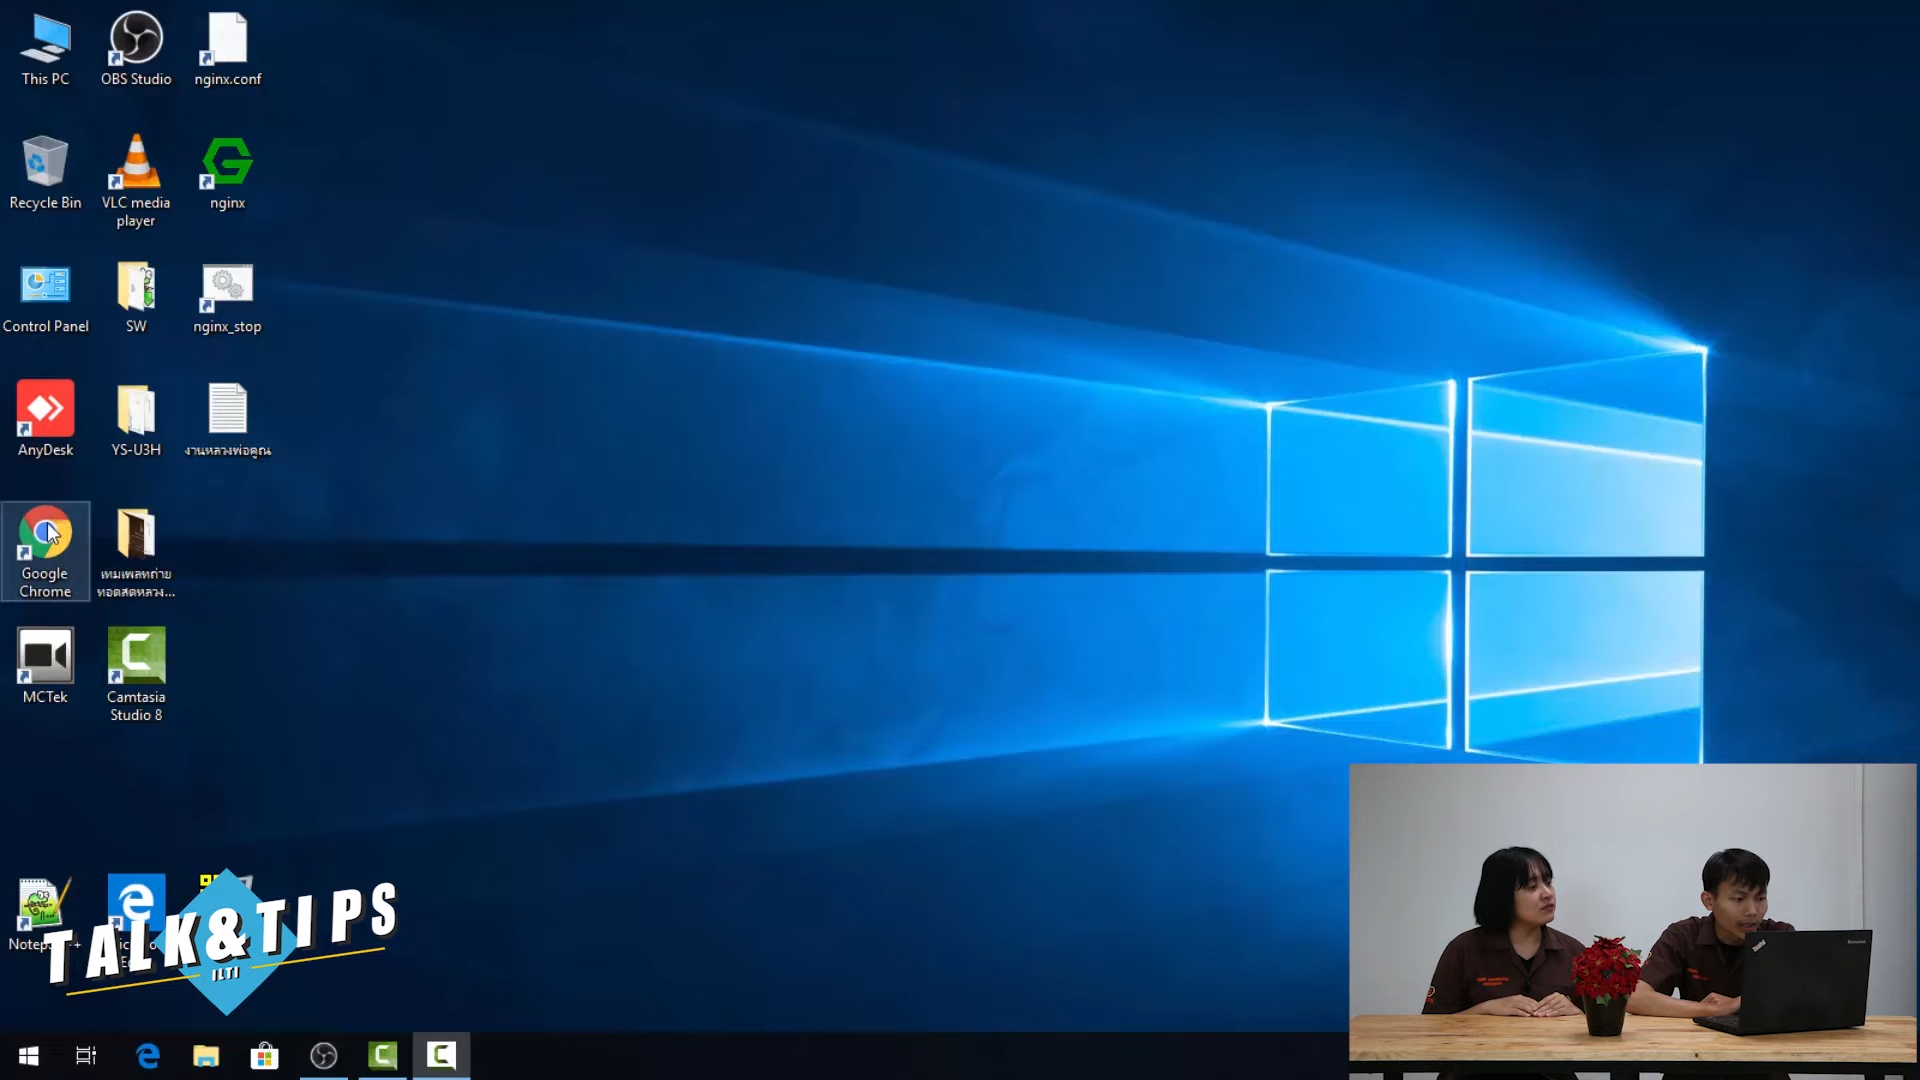 This PC
OBS Studio
nginx.conf
Recycle Bin
VLC media
player
nginx
Control Panel
SW
nginx_stop
AnyDesk
YS-U3H
งานหลวงพ่อคูณ
Google
Chrome
เทมเพลทถ่าย
ทอดสดหลวง...
MCTek
Camtasia
Studio 8
TALK&TIPS
ILTI
ThinkPad